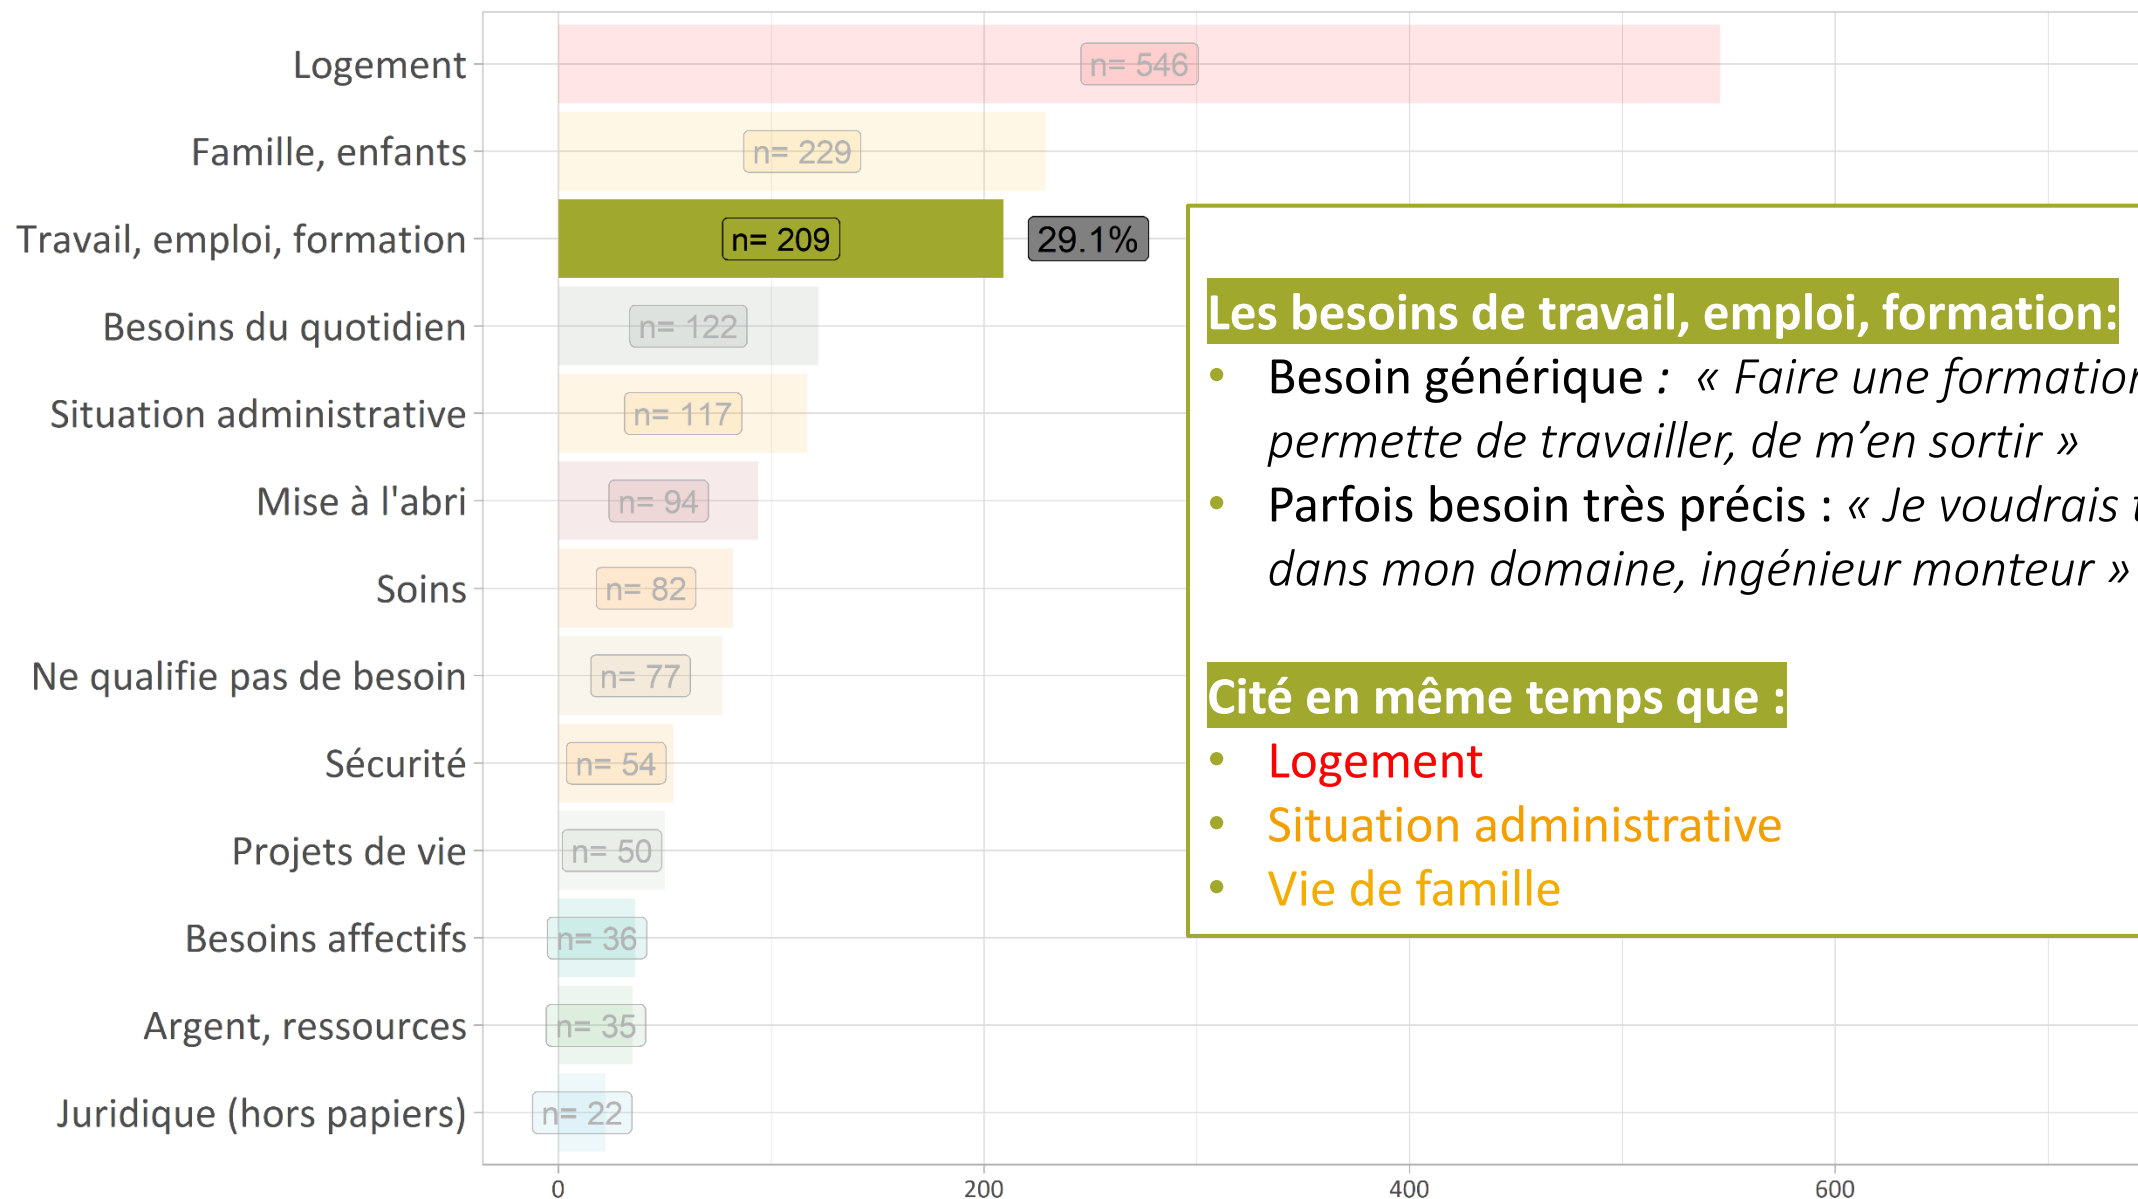 Logement
n= 546
Famille, enfants
n= 229
Travail, emploi, formation
n= 209
29.1%
Besoins du quotidien
n= 122
Situation administrative
n= 117
Mise à l'abri
n= 94
Soins
n= 82
Ne qualifie pas de besoin
n= 77
Sécurité
n= 54
Projets de vie
n= 50
Besoins affectifs
n= 36
Argent, ressources
n= 35
Juridique (hors papiers)
n= 22
0
200
400
600
Les besoins de travail, emploi, formation:
• Besoin générique : « Faire une formation
permette de travailler, de m’en sortir »
• Parfois besoin très précis : « Je voudrais
dans mon domaine, ingénieur monteur »
Cité en même temps que :
• Logement
• Situation administrative
• Vie de famille